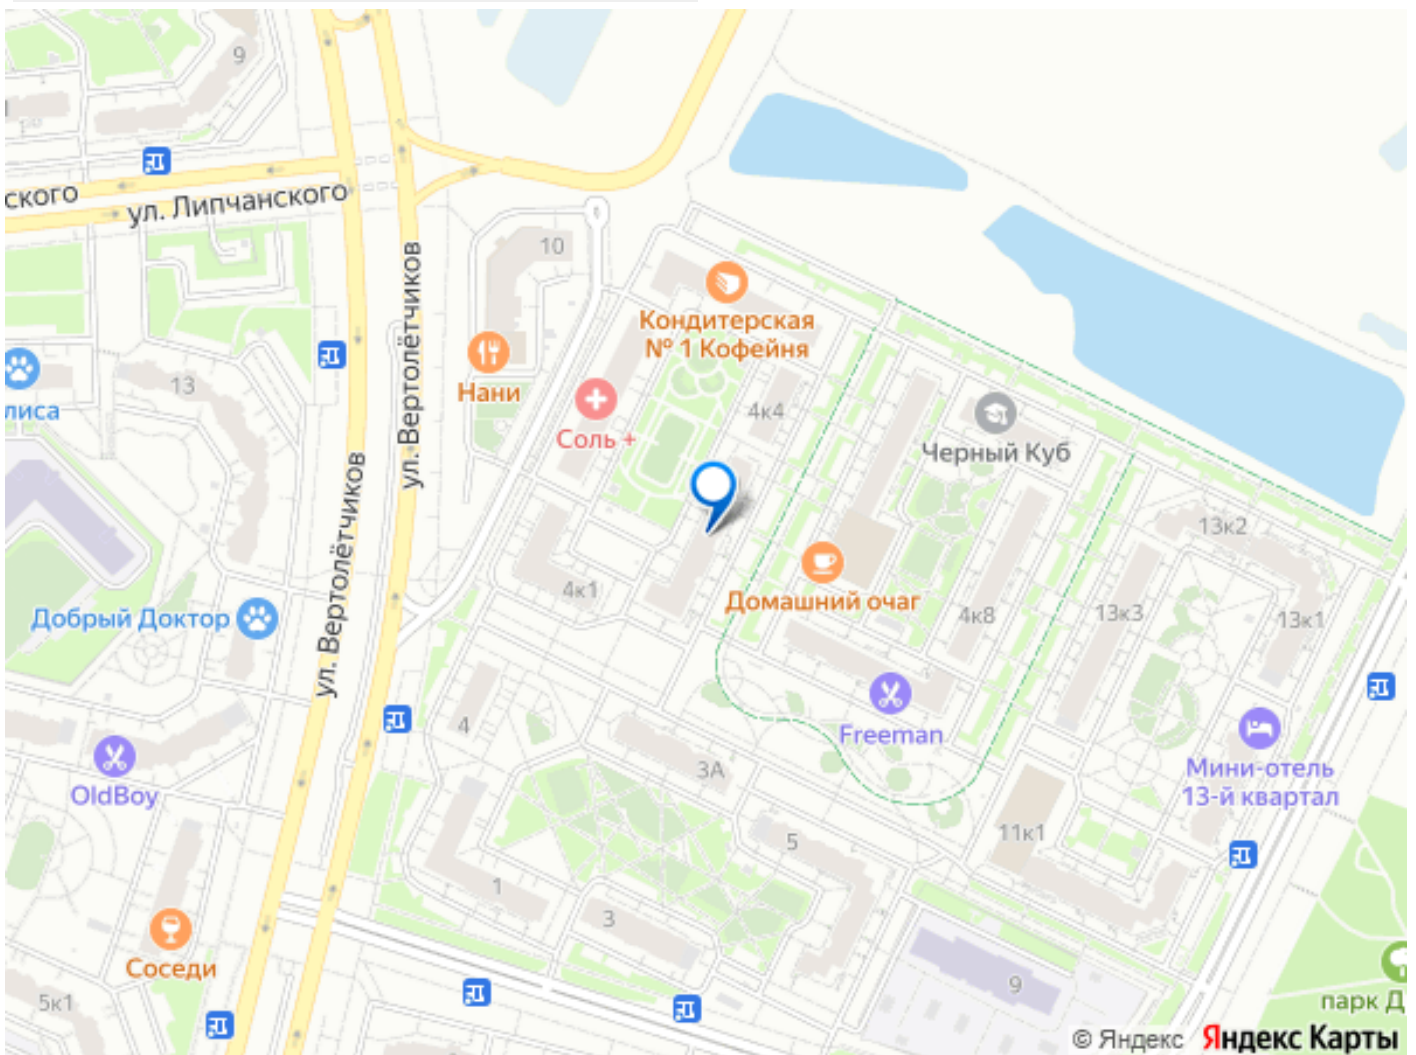 9
1
ского
ул. Липчанского
10
ул. Вертолётчиков
Кондитерская
№ 1 Кофейня
Нани
13
лиса
4к4
Соль +
Черный Куб
ул. Вертолётчиков
13к2
4к1
Домашний очаг
4к8
13к3
13к1
Добрый Доктор
4
Freeman
3А
Мини-отель
13-й квартал
OldBoy
11к1
5
1
3
Соседи
9
5к1
парк Д
© Яндекс Яндекс Карты